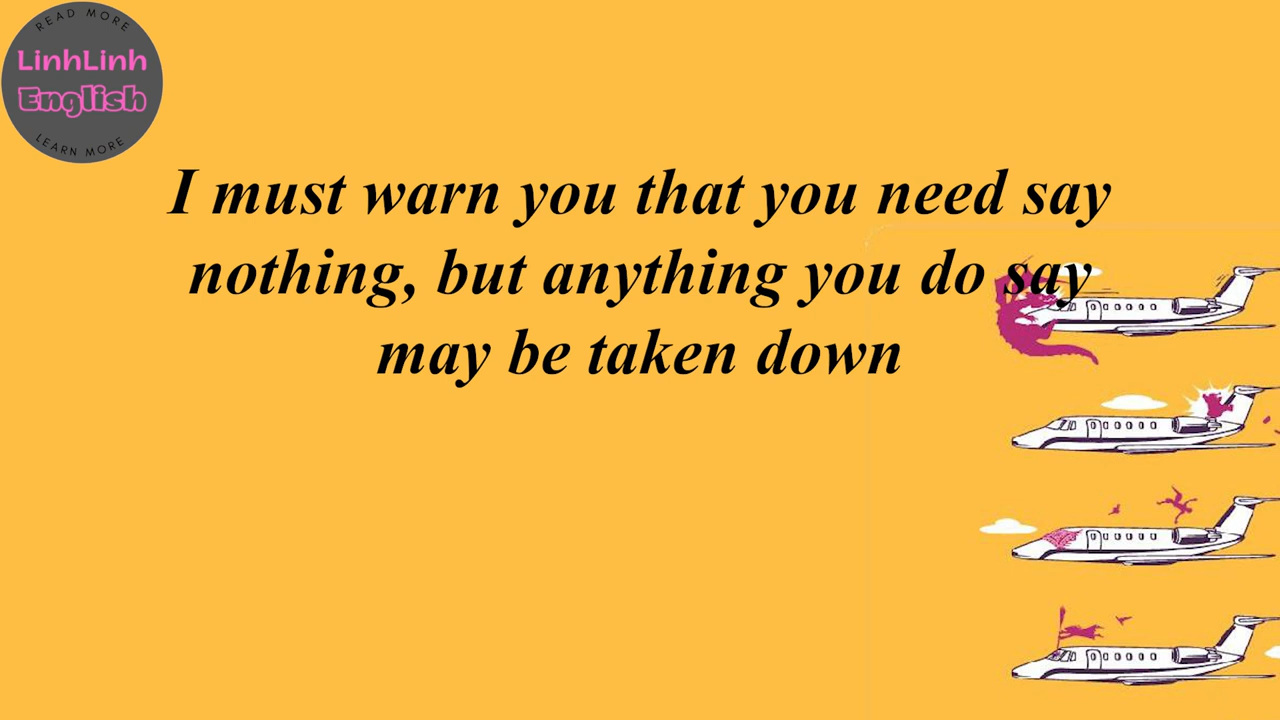 READ MORE
LinhLinh
English
LEARN MORE
I must warn you that you need say
nothing, but anything you do say
may be taken down